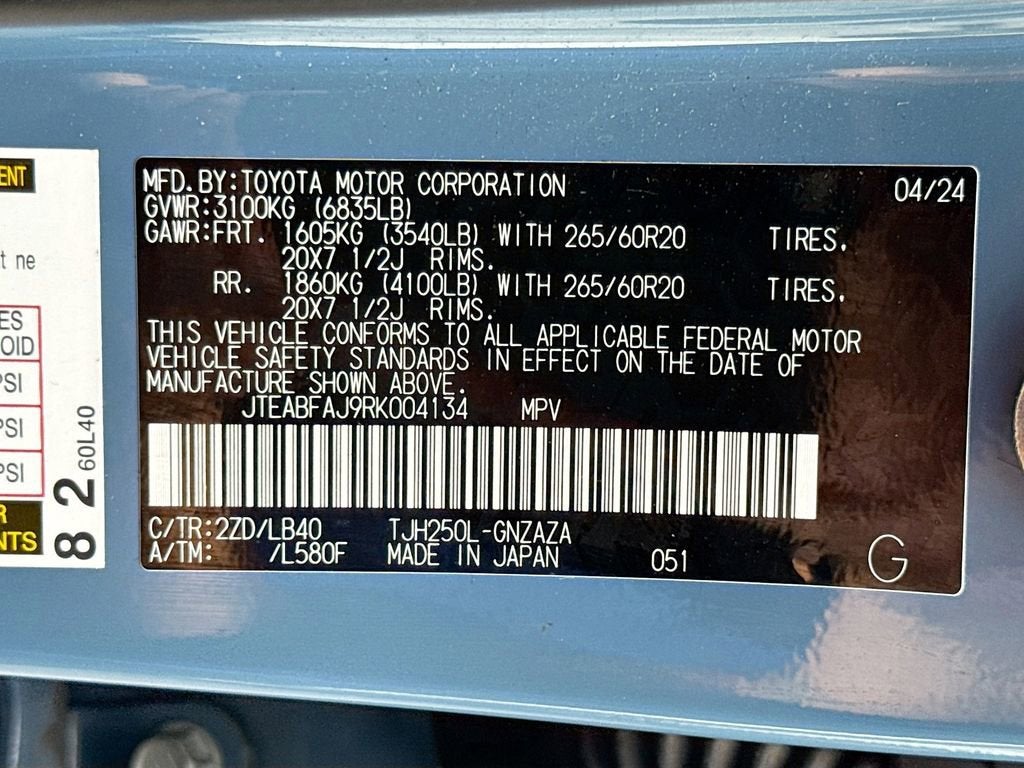 MFD.BY:TOYOTA MOTOR CORPORATION 04/24
GVWR:3100KG (6835LB)
GAWR:FRT. 1605KG (3540LB) WITH 265/60R20 TIRES.
20X7 1/2J RIMS.
RR. 1860KG (4100LB) WITH 265/60R20 TIRES.
20X7 1/2J RIMS.
THIS VEHICLE CONFORMS TO ALL APPLICABLE FEDERAL MOTOR
VEHICLE SAFETY STANDARDS IN EFFECT ON THE DATE OF
MANUFACTURE SHOWN ABOVE.
JTEABFAJ9RK004134 MPV
C/TR:2ZD/LB40 TJH250L-GNZAZA
A/TM: /L580F MADE IN JAPAN 051 G
ENT
t ne
ES
OID
PSI
PSI
PSI
R
NTS
82
60L40